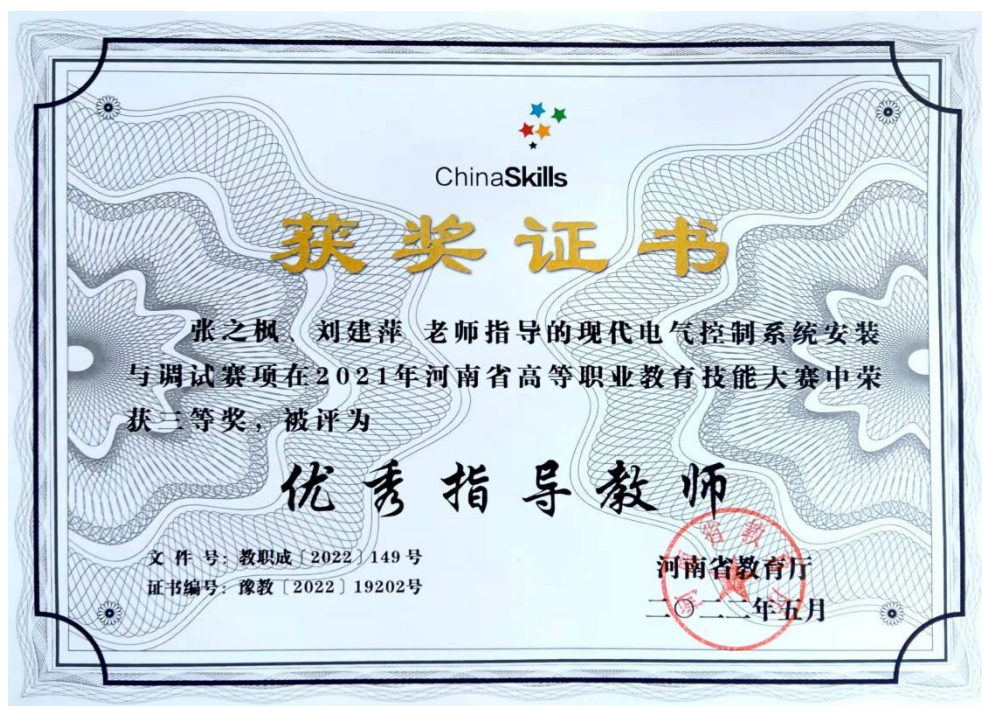 ChinaSkills
获奖证书
张之枫、刘建萍 老师指导的现代电气控制系统安装
与调试赛项在2021年河南省高等职业教育技能大赛中荣
获三等奖，被评为
优秀指导教师
文件号：教职成〔2022〕149号
证书编号：豫教〔2022〕19202号
河南省教育厅
二〇二二年五月